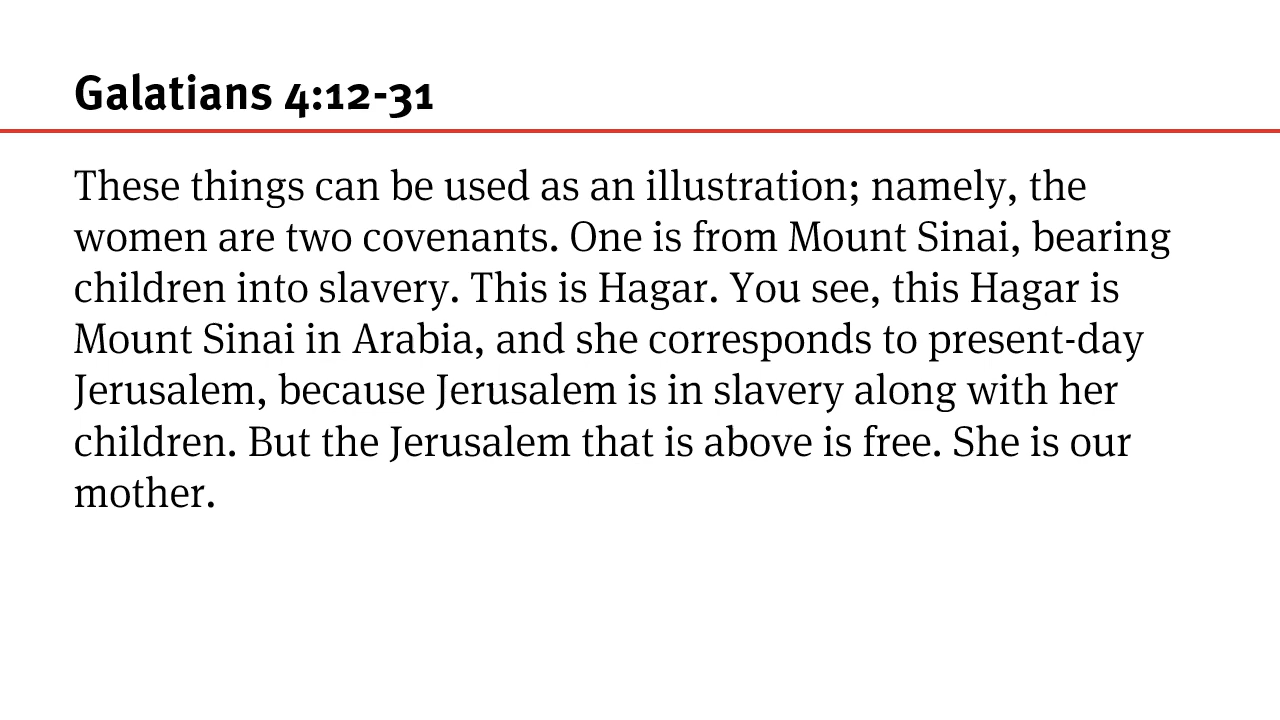 Galatians 4:12-31
These things can be used as an illustration; namely, the
women are two covenants. One is from Mount Sinai, bearing
children into slavery. This is Hagar. You see, this Hagar is
Mount Sinai in Arabia, and she corresponds to present-day
Jerusalem, because Jerusalem is in slavery along with her
children. But the Jerusalem that is above is free. She is our
mother.